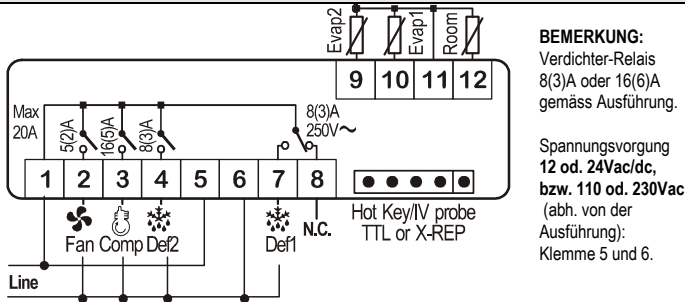 Evap2
Evap1
Room
9 10 11 12
Max
20A
5(2)A
16(5)A
8(3)A
8(3)A
250V~
1 2 3 4 5 6 7 8
Fan Comp Def2
Def1
N.C.
Hot Key/IV probe
TTL or X-REP
Line
BEMERKUNG:
Verdichter-Relais
8(3)A oder 16(6)A
gemäss Ausführung.
Spannungsvorgung
12 od. 24Vac/dc,
bzw. 110 od. 230Vac
(abh. von der
Ausführung):
Klemme 5 und 6.